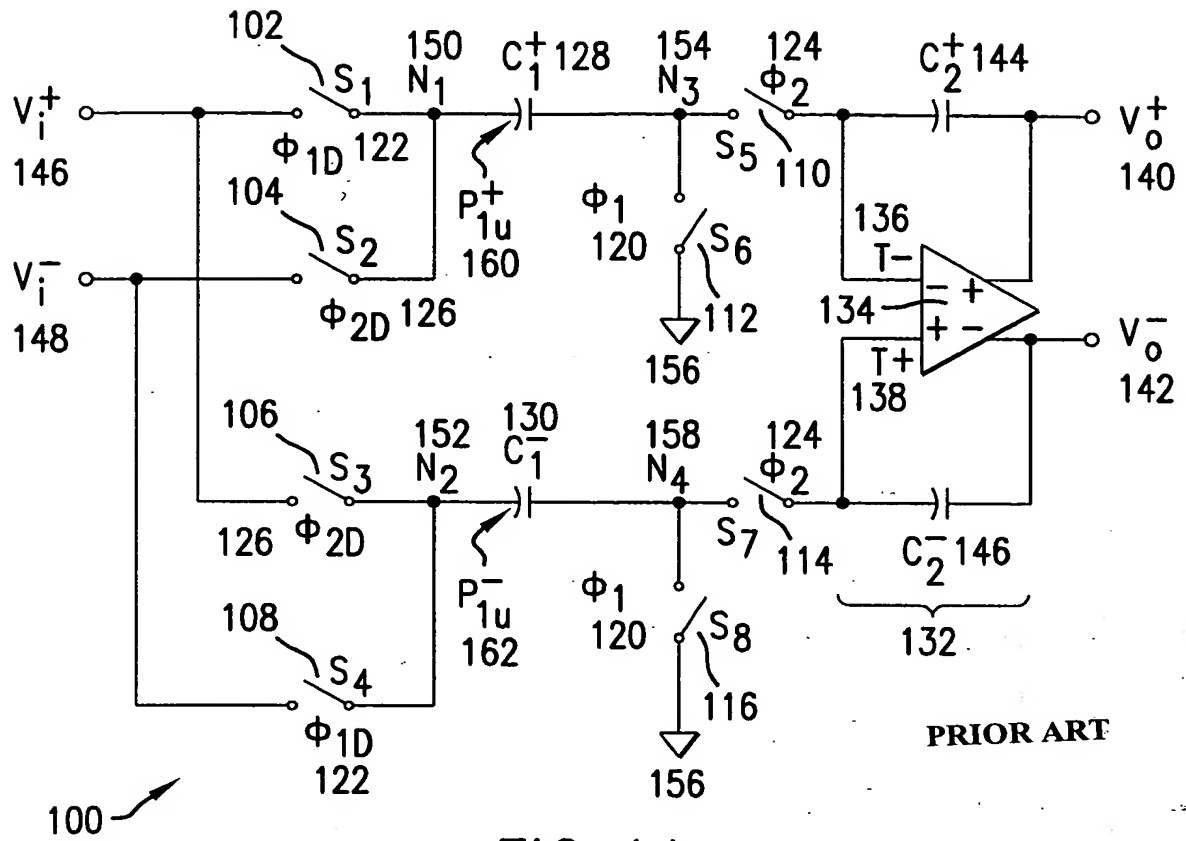 102
S1
150
N1
C1+ 128
154
N3
124
Φ2
C2+ 144
Vi+
146
Φ1D 122
S5
110
Vo+
140
104
S2
P1u+
160
Φ1
120
S6
112
136
T-
Vi-
148
Φ2D 126
134
- +
+ -
Vo-
142
156
T+
138
106
S3
152
N2
130
C1-
158
N4
124
Φ2
126 Φ2D
S7
114
C2- 146
P1u-
162
Φ1
120
S8
116
132
108
S4
Φ1D
122
156
PRIOR ART
100